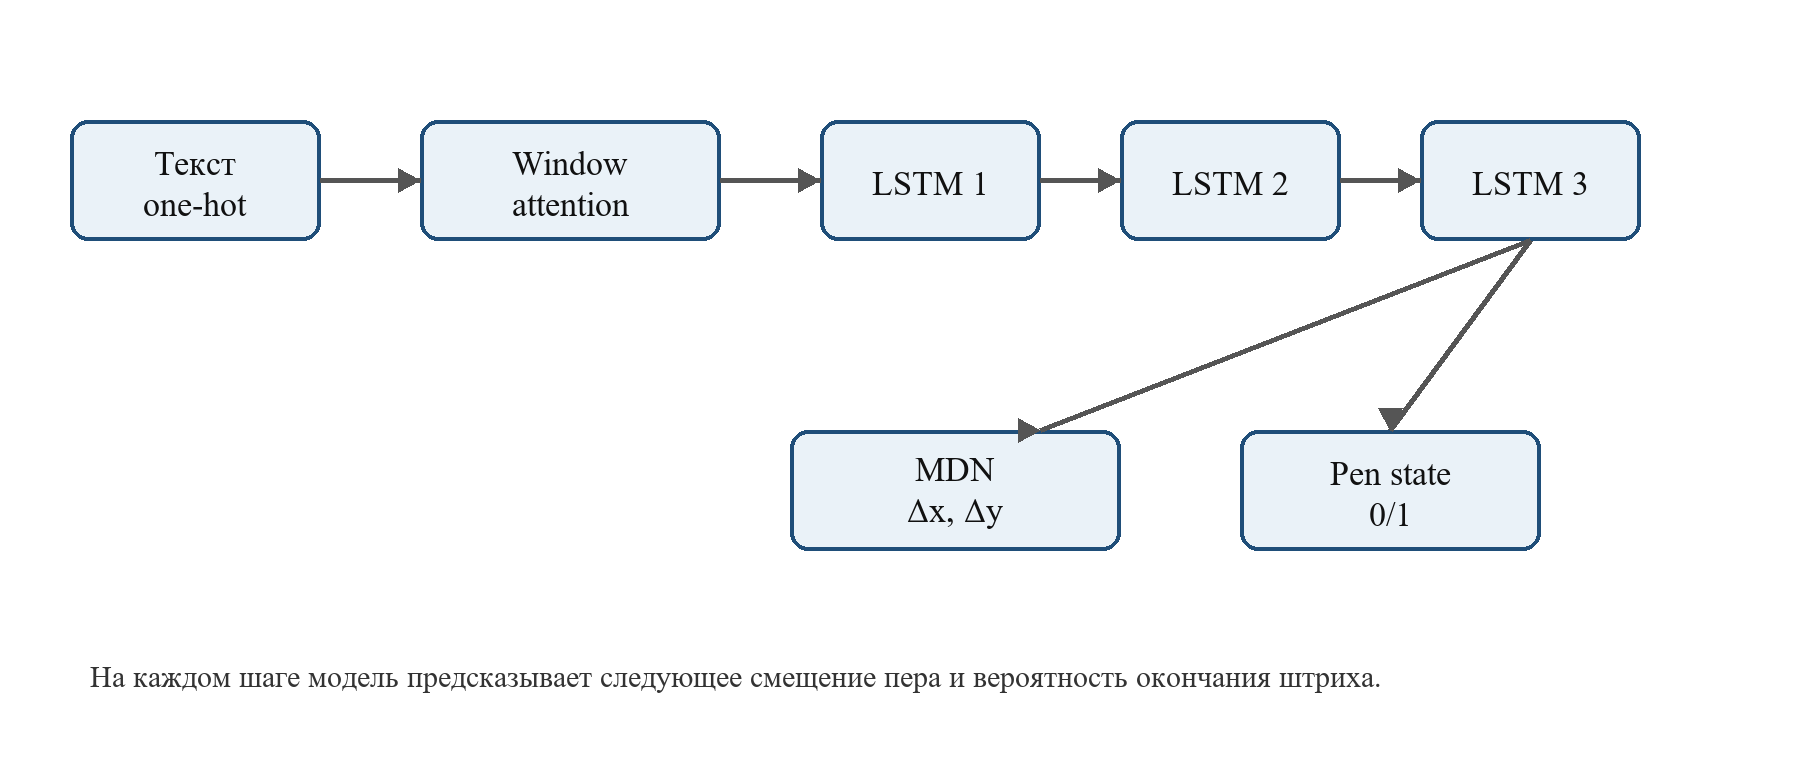 Текст
one-hot
Window
attention
LSTM 1
LSTM 2
LSTM 3
MDN
Δx, Δy
Pen state
0/1
На каждом шаге модель предсказывает следующее смещение пера и вероятность окончания штриха.